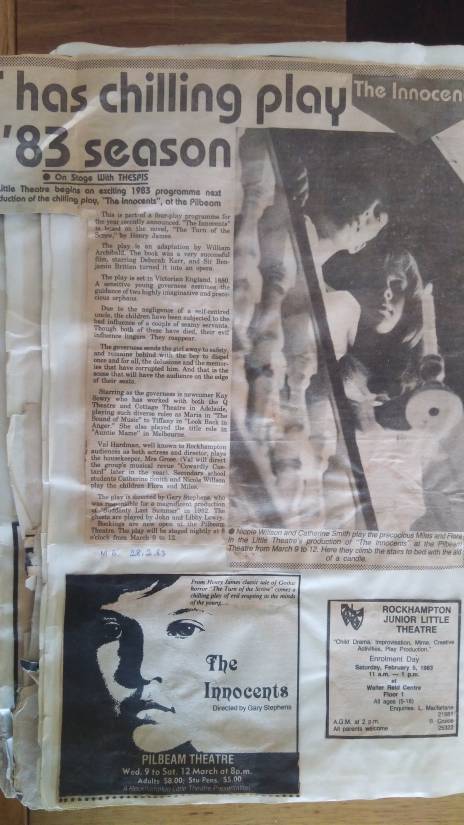 has chilling play
'83 season
The Innocen
● On Stage With THESPIS
Little Theatre begins on exciting 1983 programme next
duction of the chilling play, "The Innocents", at the Pilbeam
This is part of a four-play programme for
the year recently announced. "The Innocents"
is based on the novel, "The Turn of the
Screw," by Henry James.
The play is an adaptation by William
Archibald. The book was a very successful
film, starring Deborah Kerr, and Sir Ben-
jamin Britten turned it into an opera.
The play is set in Victorian England, 1880.
A sensitive young governess assumes the
guidance of two highly imaginative and preco-
cious orphans.
Due to the negligence of a self-centred
uncle, the children have been subjected to the
bad influence of a couple of seamy servants.
Though both of these have died, their evil
influence lingers. They reappear.
The governess sends the girl away to safety,
and remains behind with the boy to dispel
once and for all, the delusions and the memor-
ies that have corrupted him. And that is the
scene that will have the audience on the edge
of their seats.
Starring as the governess is newcomer Kay
who has worked with both the Q
Theatre and Cottage Theatre in Adelaide,
playing such diverse roles as Maria in "The
Sound of Music" to Tiffany in "Look Back in
Anger." She also played the title role in
"Auntie Mame" in Melbourne.
Val Hardman, well known to Rockhampton
audiences as both actress and director, plays
the housekeeper, Mrs Grose. (Val will direct
the group's musical revue "Cowardly Cus-
tard" later in the year). Secondary school
students Catherine Smith and Nicole Willson
play the children Flora and Miles.
The play is directed by Gary Stephens, who
was responsible for a magnificent production
of "Suddenly Last Summer" in 1982. The
ghosts are played by John and Libby Lowry.
Bookings are now open at the Pilbeam
Theatre. The play will be staged nightly at 8
o'clock from March 9 to 12.
M B. 28.2.83
● Nicole Willson and Catherine Smith play the precocious Miles and Flora
in the Little Theatre's production of "The Innocents" at the Pilbeam
Theatre from March 9 to 12. Here they climb the stairs to bed with the aid
of a candle.
From Henry James classic tale of Gothic
horror "The Turn of the Screw" comes a
chilling play of evil erupting in the minds
of the young....
The
Innocents
Directed by Gary Stephens
PILBEAM THEATRE
Wed. 9 to Sat. 12 March at 8p.m.
Adults $8.00; Stu-Pens. $5.00
A Rockhampton Little Theatre Presentation
ROCKHAMPTON
JUNIOR LITTLE
THEATRE
"Child Drama, Improvisation, Mime, Creative
Activities, Play Production."
Enrolment Day
Saturday, February 5, 1983
11 a.m. — 1 p.m.
at
Walter Reid Centre
Floor 1
All ages (5-18)
Enquiries: L. Macfarlane
A.G.M. at 2 p.m.
All parents welcome